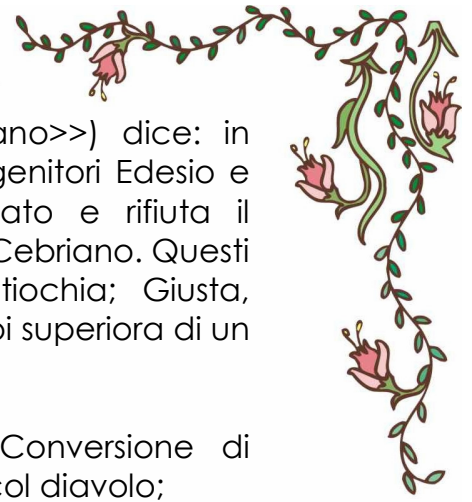 ano>>) dice: in
genitori Edesio e
ato e rifiuta il
Cebriano. Questi
tiochia; Giusta,
oi superiora di un
Conversione di
col diavolo;